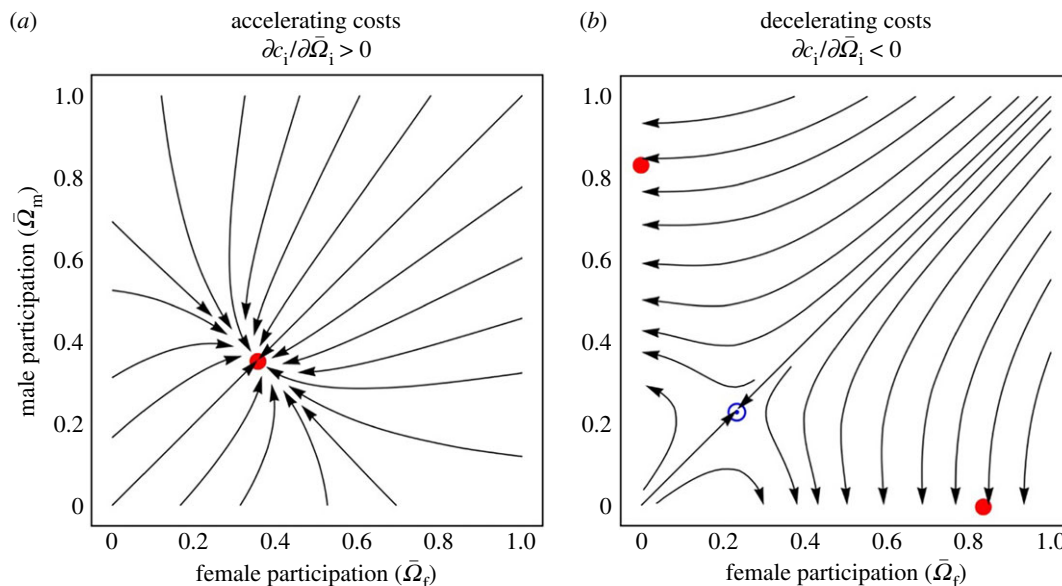 (a)
accelerating costs
∂cᵢ/∂Ω̄ᵢ > 0
1.0
0.8
0.6
0.4
0.2
0
male participation (Ω̄ₘ)
0 0.2 0.4 0.6 0.8 1.0
female participation (Ω̄f)
(b)
decelerating costs
∂cᵢ/∂Ω̄ᵢ < 0
1.0
0.8
0.6
0.4
0.2
0
0 0.2 0.4 0.6 0.8 1.0
female participation (Ω̄f)